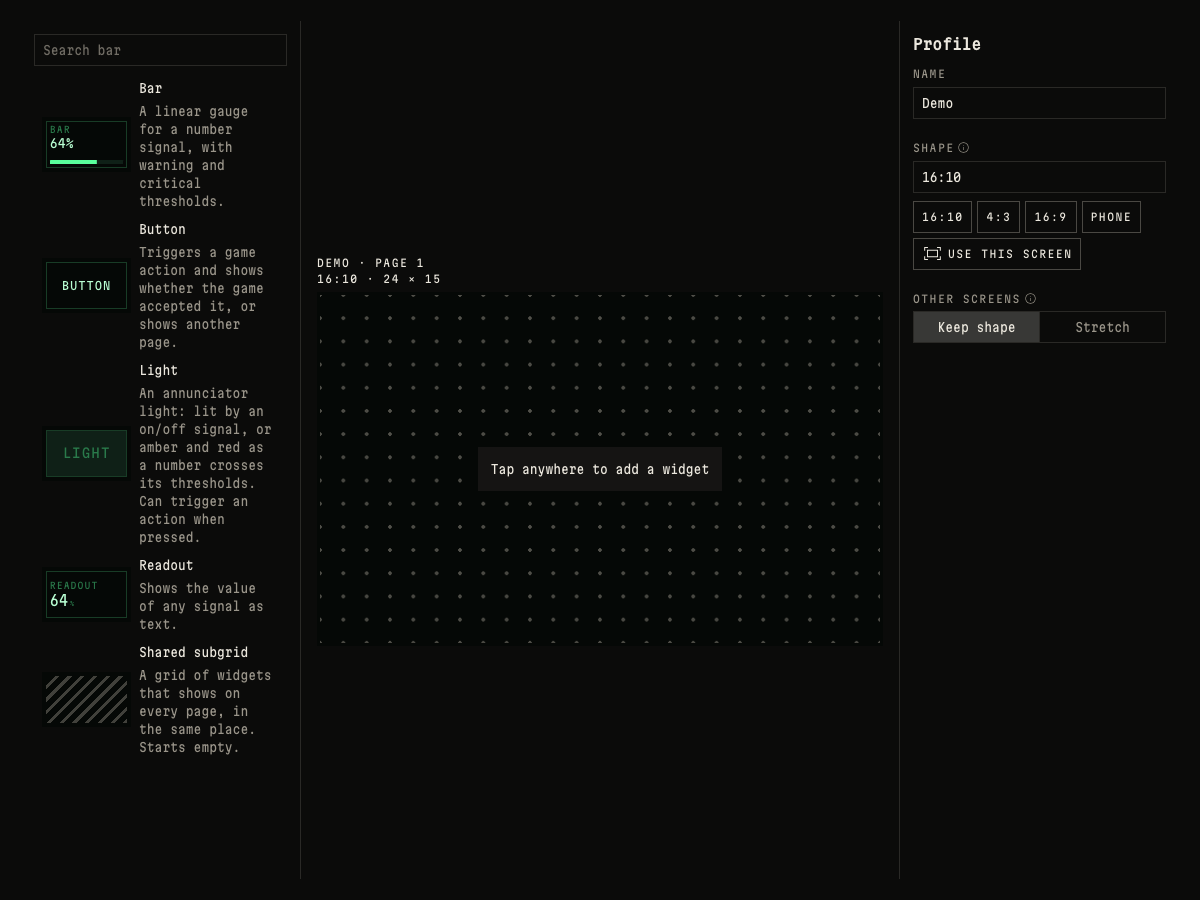 Search bar
BAR
64%
Bar
A linear gauge
for a number
signal, with
warning and
critical
thresholds.
BUTTON
Button
Triggers a game
action and shows
whether the game
accepted it, or
shows another
page.
LIGHT
Light
An annunciator
light: lit by an
on/off signal, or
amber and red as
a number crosses
its thresholds.
Can trigger an
action when
pressed.
READOUT
64%
Readout
Shows the value
of any signal as
text.
Shared subgrid
A grid of widgets
that shows on
every page, in
the same place.
Starts empty.
DEMO · PAGE 1
16:10 · 24 × 15
Tap anywhere to add a widget
Profile
NAME
Demo
SHAPE
16:10
16:10 4:3 16:9 PHONE
USE THIS SCREEN
OTHER SCREENS
Keep shape Stretch